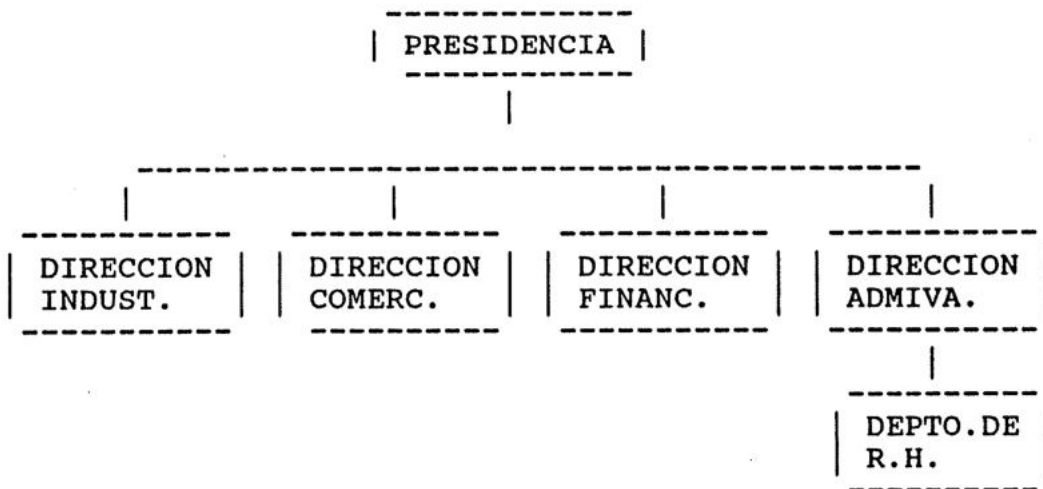 PRESIDENCIA
DIRECCION DIRECCION DIRECCION DIRECCION
INDUST. COMERC. FINANC. ADMIVA.
DEPTO.DE
R.H.